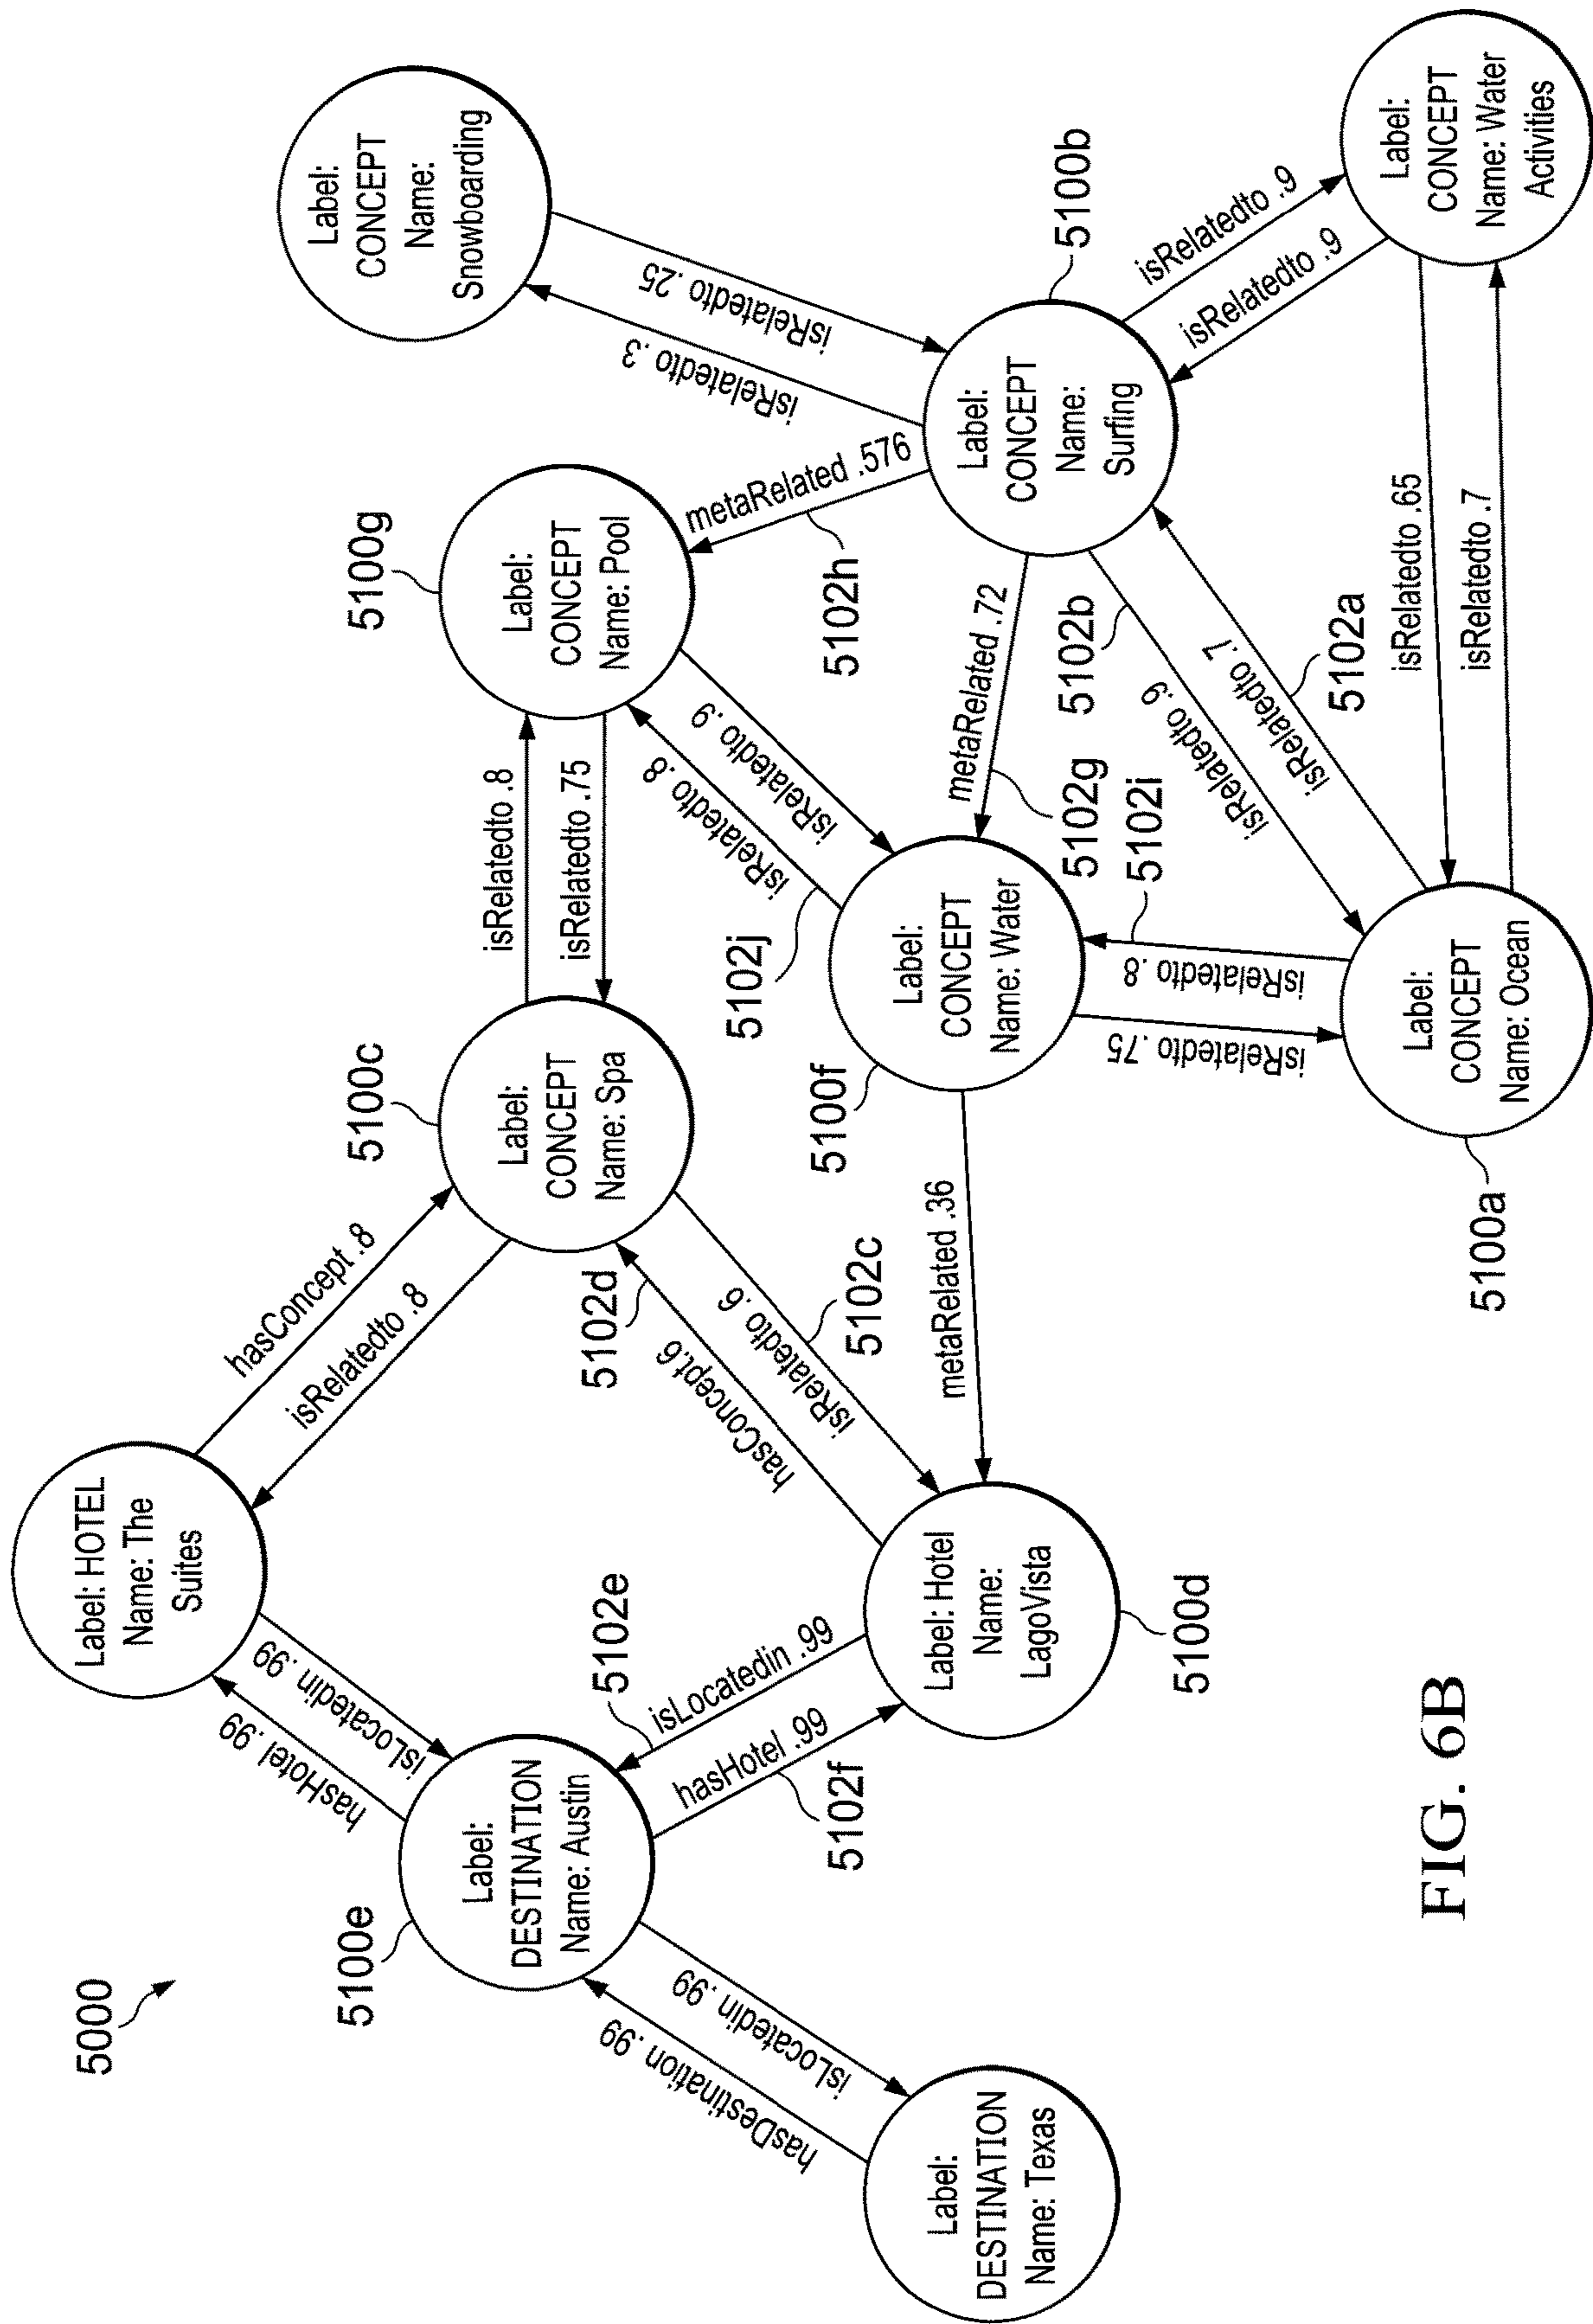 5000
Label: HOTEL
Name: The
Suites
hasConcept .8
isRelatedto .8
hasHotel .99
isLocatedin .99
5100e
Label:
DESTINATION
Name: Austin
hasDestination .99
isLocatedin .99
Label:
DESTINATION
Name: Texas
5102e
isLocatedin .99
hasHotel .99
5102f
Label: Hotel
Name:
LagoVista
5100d
5100c
Label:
CONCEPT
Name: Spa
5102d
hasConcept.6
isRelatedto .6
5102c
isRelatedto .8
isRelatedto .75
5100g
Label:
CONCEPT
Name: Pool
isRelatedto .9
isRelatedto .8
5102j
5100f
Label:
CONCEPT
Name: Water
metaRelated .36
metaRelated .576
5102h
metaRelated .72
5102g
5102i
isRelatedto .8
isRelatedto .75
Label:
CONCEPT
Name:
Snowboarding
isRelatedto .25
isRelatedto .3
5100b
Label:
CONCEPT
Name:
Surfing
5102b
isRelatedto .9
isRelatedto .7
5102a
isRelatedto .9
isRelatedto .9
Label:
CONCEPT
Name: Water
Activities
isRelatedto .65
isRelatedto .7
Label:
CONCEPT
Name: Ocean
5100a
FIG. 6B